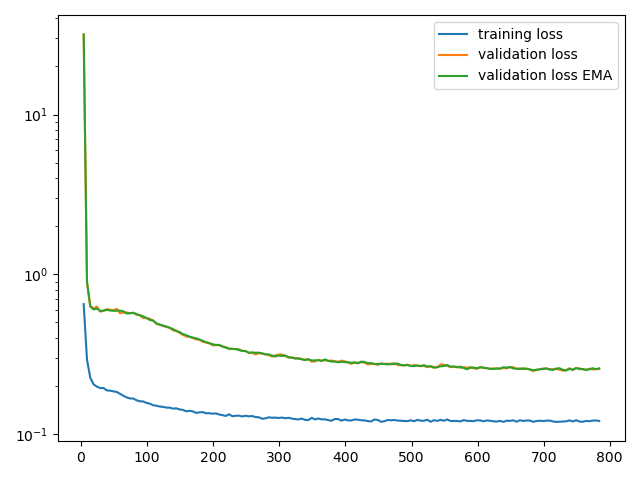 training loss
validation loss
validation loss EMA
10¹
10⁰
10⁻¹
0 100 200 300 400 500 600 700 800